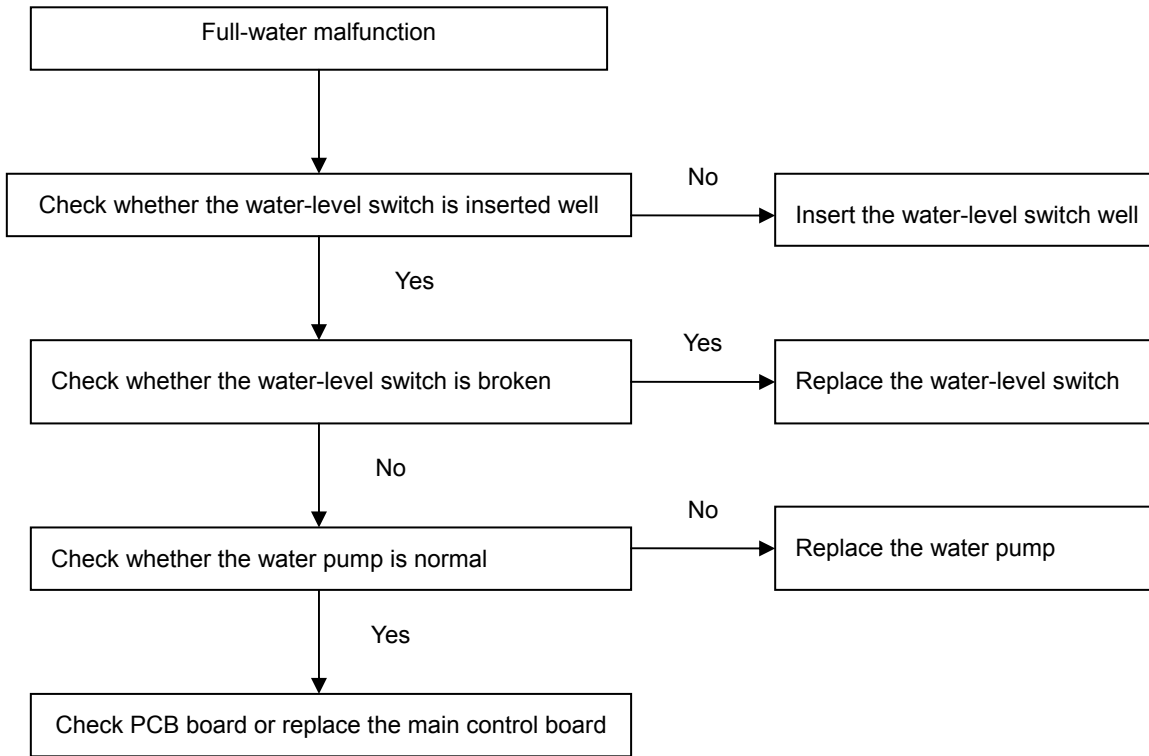 Full-water malfunction
No
Check whether the water-level switch is inserted well
Insert the water-level switch well
Yes
Yes
Check whether the water-level switch is broken
Replace the water-level switch
No
No
Check whether the water pump is normal
Replace the water pump
Yes
Check PCB board or replace the main control board